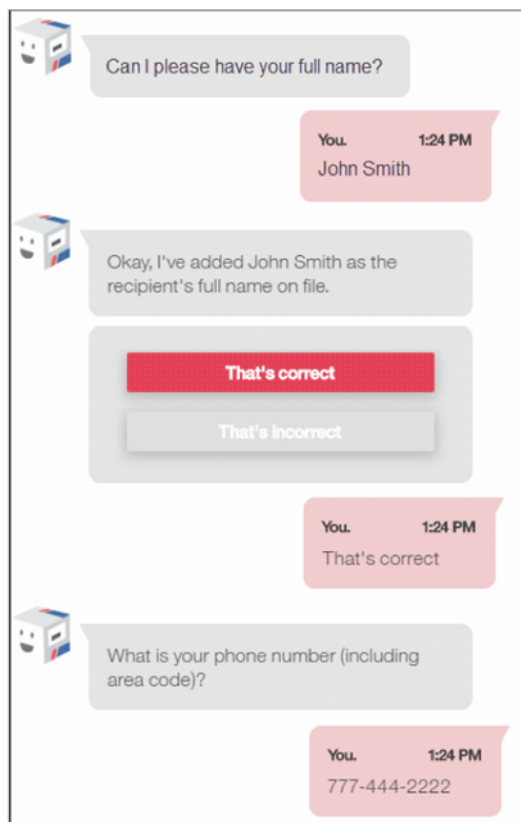 Can I please have your full name?
You. 1:24 PM
John Smith
Okay, I've added John Smith as the
recipient's full name on file.
That's correct
That's incorrect
You. 1:24 PM
That's correct
What is your phone number (including
area code)?
You. 1:24 PM
777-444-2222